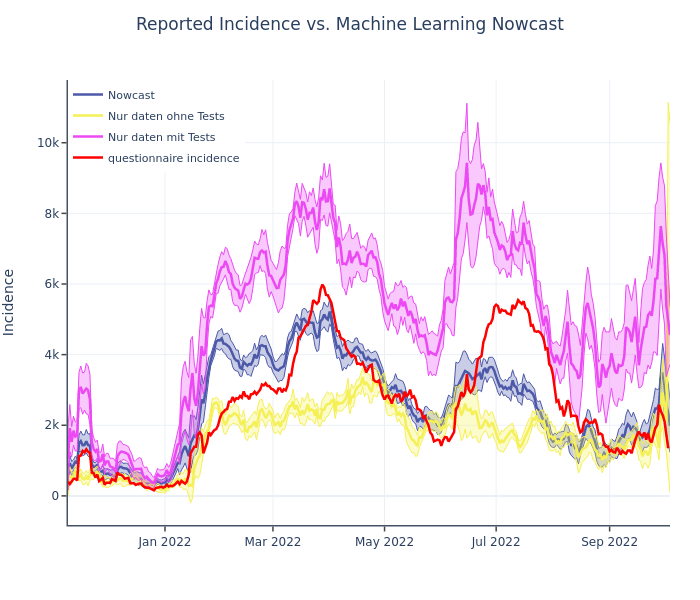 Reported Incidence vs. Machine Learning Nowcast
Nowcast
Nur daten ohne Tests
Nur daten mit Tests
questionnaire incidence
Incidence
10k
8k
6k
4k
2k
0
Jan 2022
Mar 2022
May 2022
Jul 2022
Sep 2022